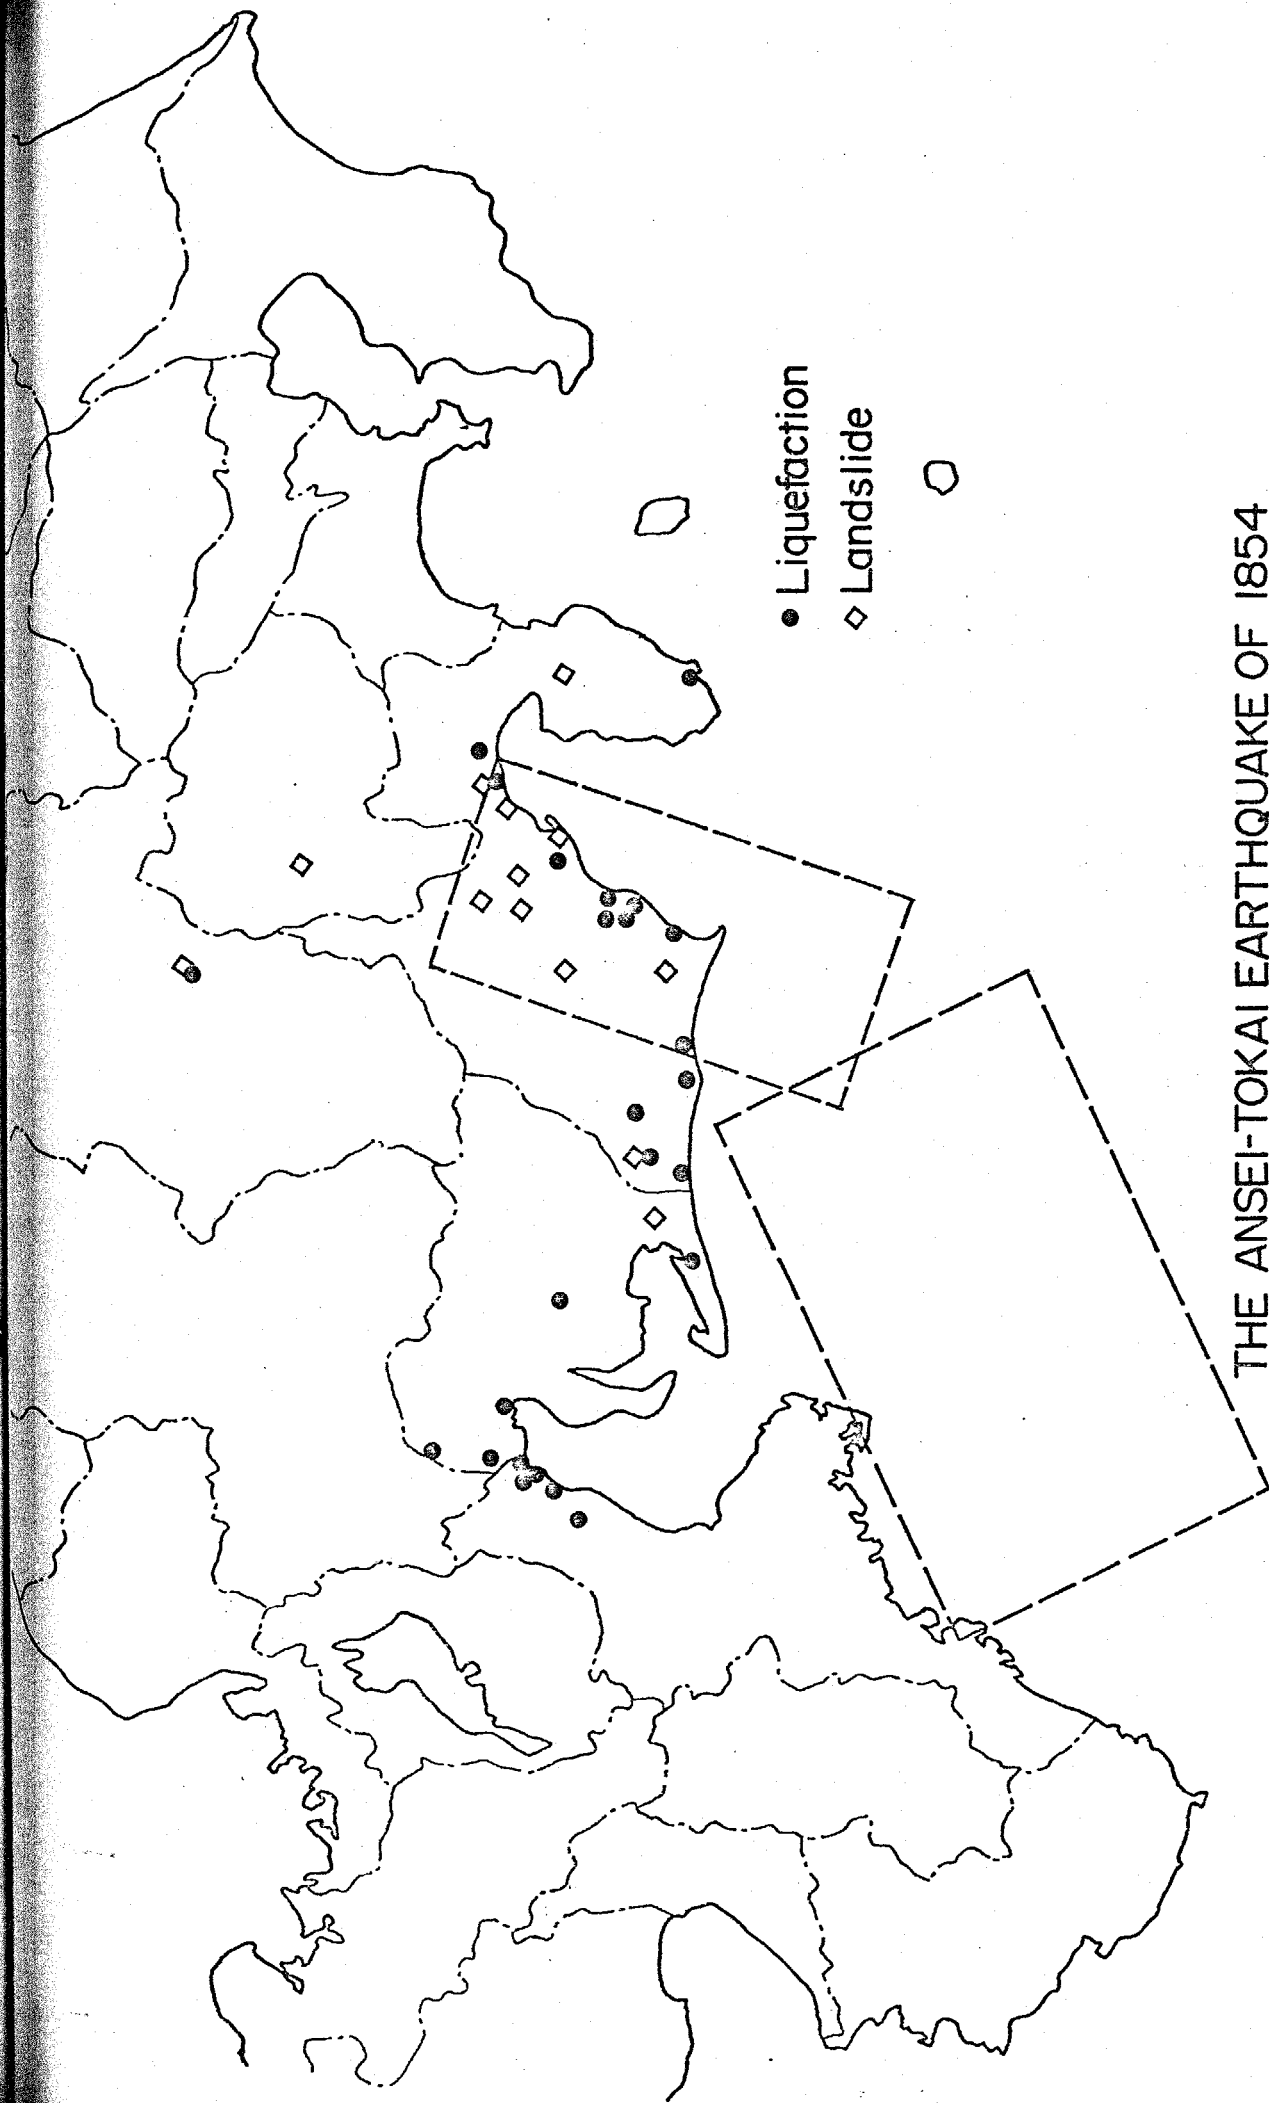 ● Liquefaction
◇ Landslide
THE ANSEI-TOKAI EARTHQUAKE OF 1854